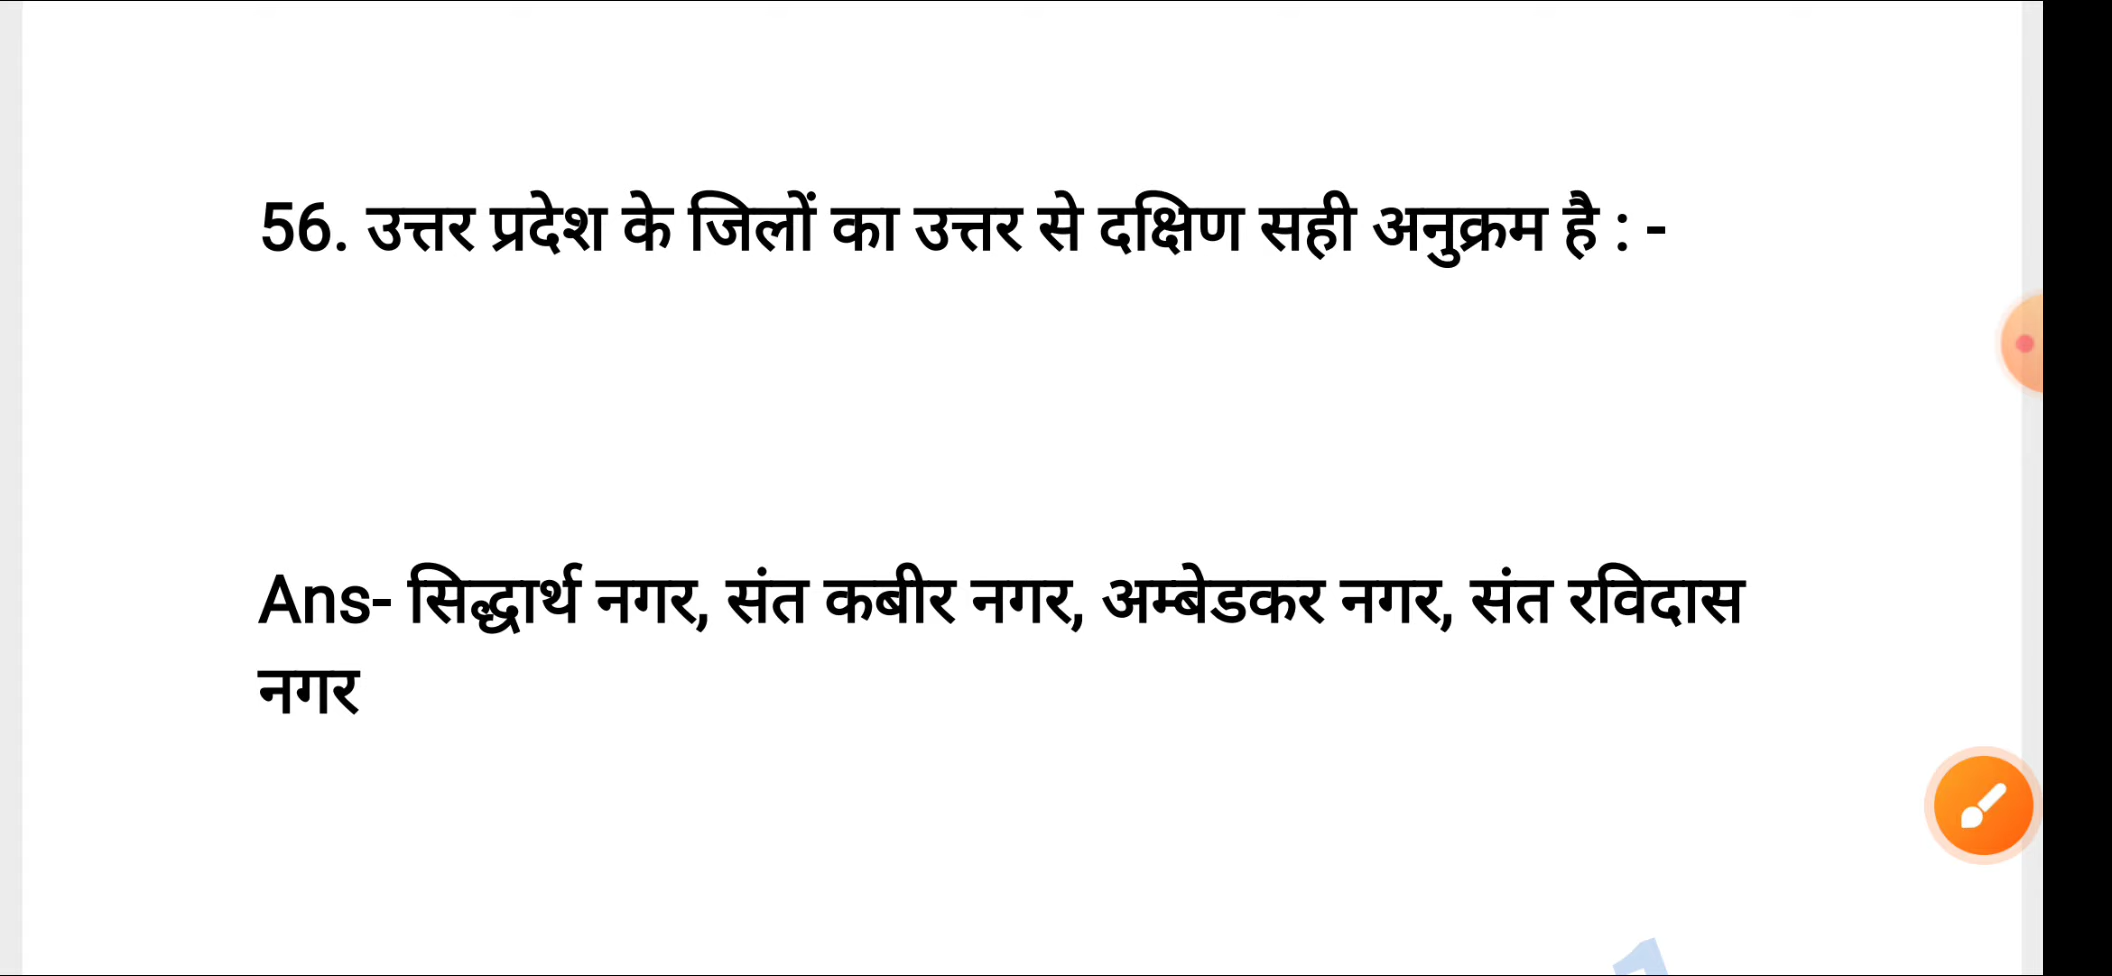 56. उत्तर प्रदेश के जिलों का उत्तर से दक्षिण सही अनुक्रम है : -
Ans- सिद्धार्थ नगर, संत कबीर नगर, अम्बेडकर नगर, संत रविदास
नगर